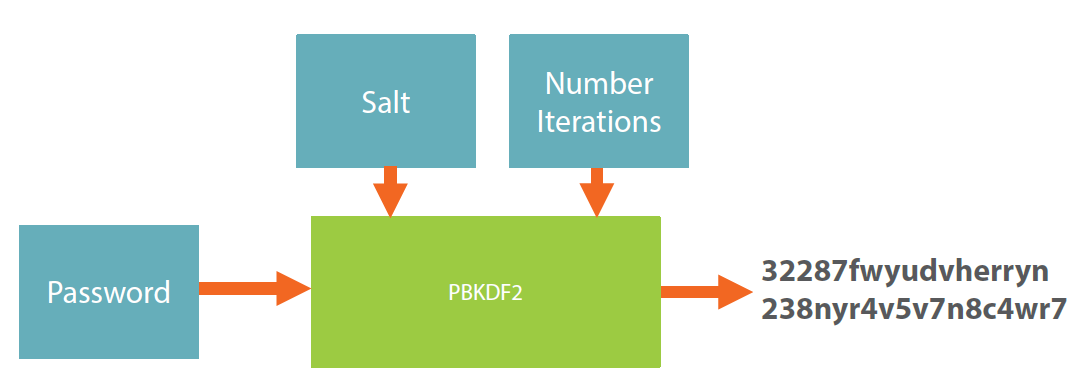 Salt
Number
Iterations
Password
PBKDF2
32287fwyudvherryn
238nyr4v5v7n8c4wr7